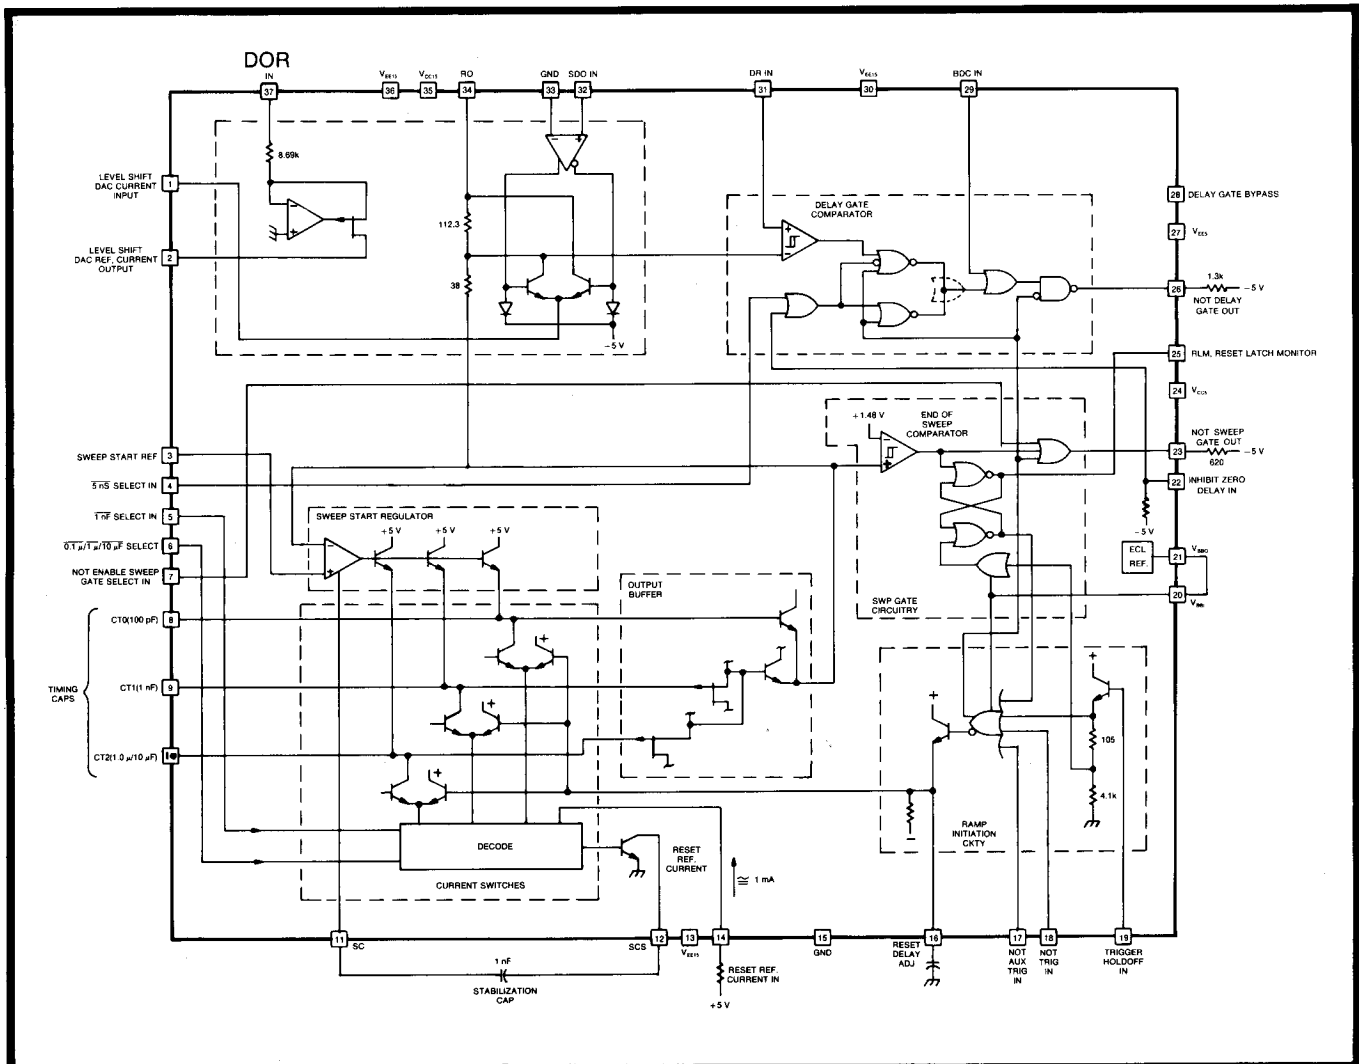 DOR
IN
37
VEE15
36
VCC15
35
RO
34
GND
33
SDO IN
32
DR IN
31
VEE15
30
BDC IN
29
8.69k
−
+
112.3
38
−
+
−5 V
LEVEL SHIFT
DAC CURRENT
INPUT
1
LEVEL SHIFT
DAC REF. CURRENT
OUTPUT
2
DELAY GATE
COMPARATOR
+
−
28
DELAY GATE BYPASS
27
VEE5
26
1.3k
−5 V
NOT DELAY
GATE OUT
25
RLM. RESET LATCH MONITOR
24
VCC5
SWEEP START REF
3
5 nS SELECT IN
4
1 nF SELECT IN
5
0.1 μ/1 μ/10 μF SELECT
6
NOT ENABLE SWEEP
GATE SELECT IN
7
+1.48 V
END OF
SWEEP
COMPARATOR
−
+
NOT SWEEP
GATE OUT
23
−5 V
620
22
INHIBIT ZERO
DELAY IN
−5 V
ECL
REF.
21
VBBO
20
VBBI
SWP GATE
CIRCUITRY
SWEEP START REGULATOR
+5 V
+5 V
+5 V
−
+
OUTPUT
BUFFER
TIMING
CAPS
CT0(100 pF)
8
CT1(1 nF)
9
CT2(1.0 μ/10 μF)
+
+
+
DECODE
CURRENT SWITCHES
RESET
REF.
CURRENT
≅ 1 mA
+
+
−
105
4.1k
RAMP
INITIATION
CKTY
11
SC
SCS
12
13
VEE15
14
15
GND
RESET
DELAY
ADJ
16
17
NOT
AUX
TRIG
IN
18
NOT
TRIG
IN
19
TRIGGER
HOLDOFF
IN
1 nF
STABILIZATION
CAP
RESET REF.
CURRENT IN
+5 V